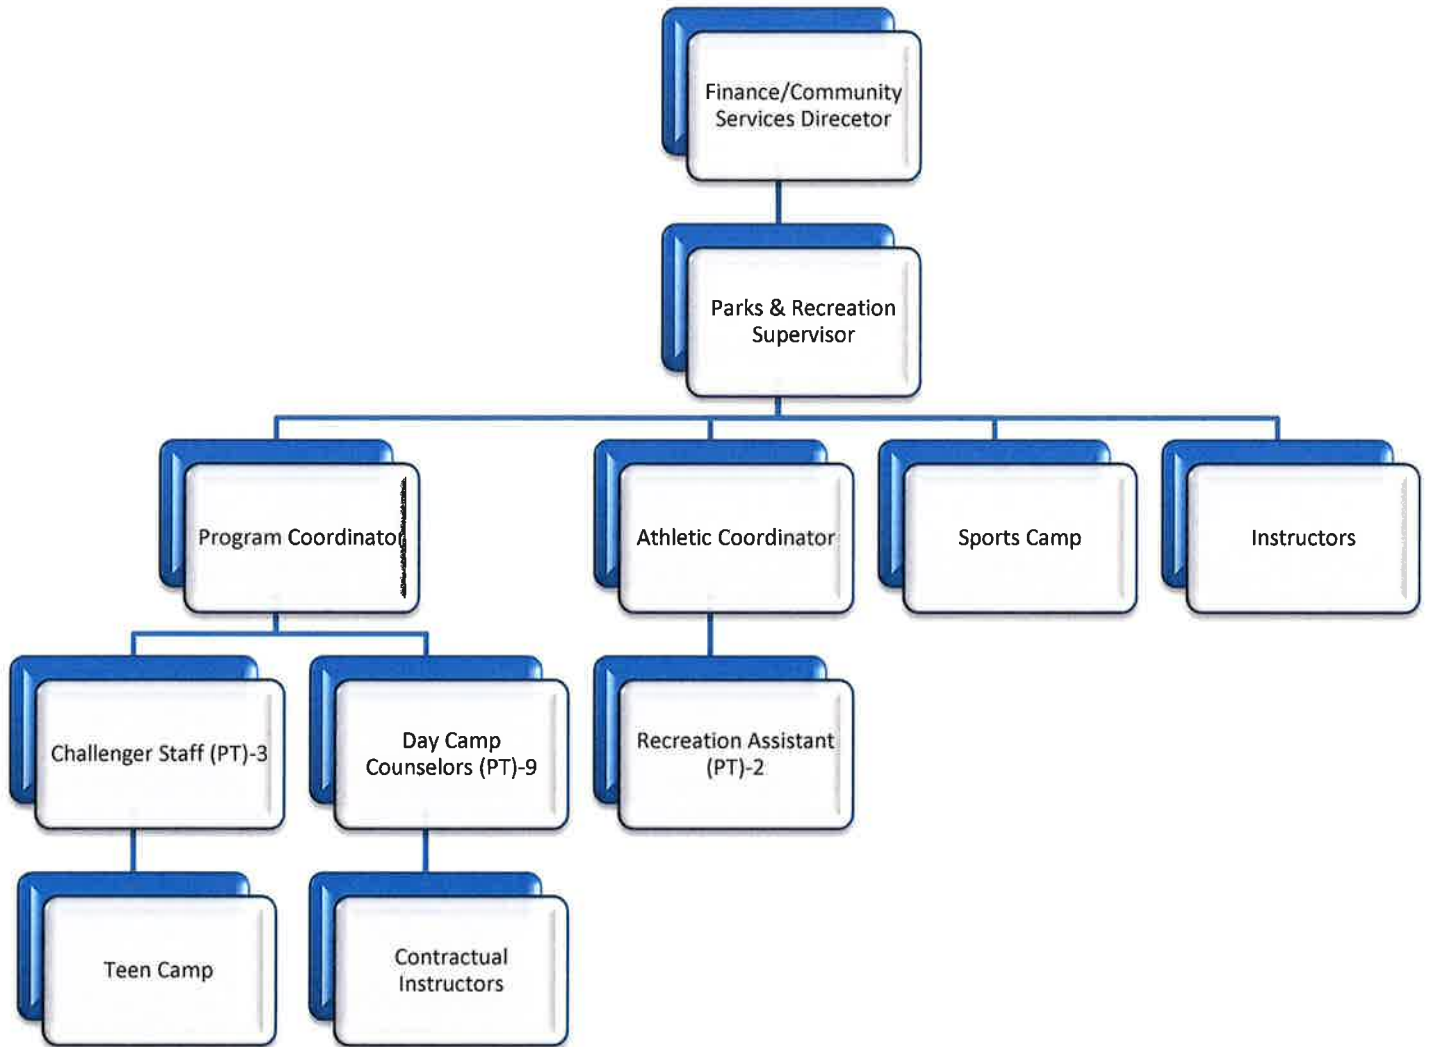 Finance/Community
Services Direcetor
Parks & Recreation
Supervisor
Program Coordinato
Athletic Coordinator
Sports Camp
Instructors
Challenger Staff (PT)-3
Day Camp
Counselors (PT)-9
Recreation Assistant
(PT)-2
Teen Camp
Contractual
Instructors